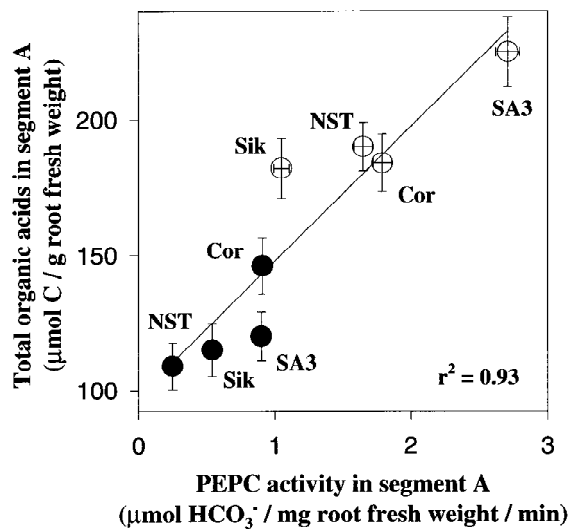 Total organic acids in segment A
(μmol C / g root fresh weight)
200
150
100
SA3
NST
Sik
Cor
Cor
NST
Sik
SA3
r² = 0.93
0
1
2
3
PEPC activity in segment A
(μmol HCO₃⁻ / mg root fresh weight / min)